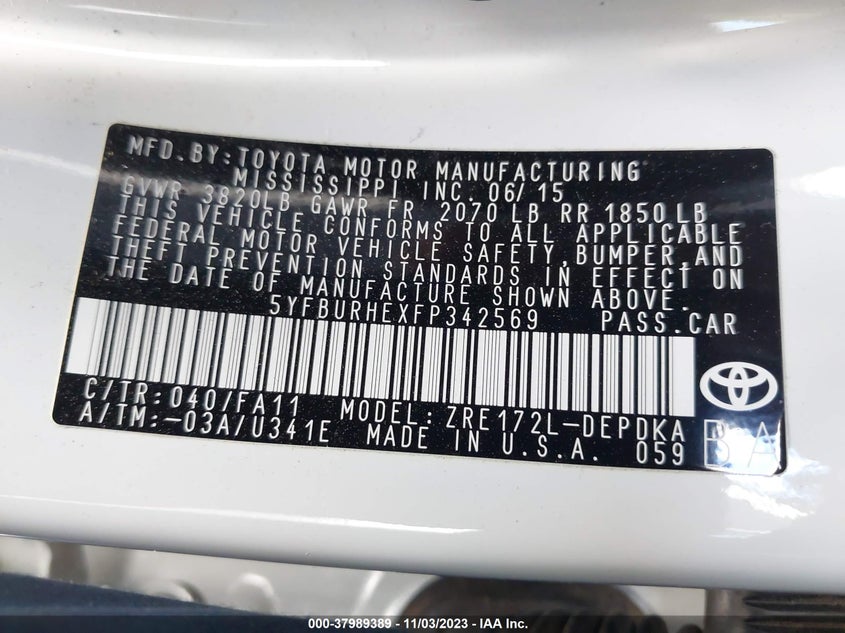 MFD.BY:TOYOTA MOTOR MANUFACTURING
MISSISSIPPI INC. 06/15
GVWR 3820LB GAWR FR 2070 LB RR 1850LB
THIS VEHICLE CONFORMS TO ALL APPLICABLE
FEDERAL MOTOR VEHICLE SAFETY,BUMPER,AND
THEFT PREVENTION STANDARDS IN EFFECT ON
THE DATE OF MANUFACTURE SHOWN ABOVE.
5YFBURHEXFP342569 PASS.CAR
C/TR:040/FA11 MODEL: ZRE172L-DEPDKA
A/TM:-03A/U341E MADE IN U.S.A. 059
BA
000-37989389 - 11/03/2023 - IAA Inc.